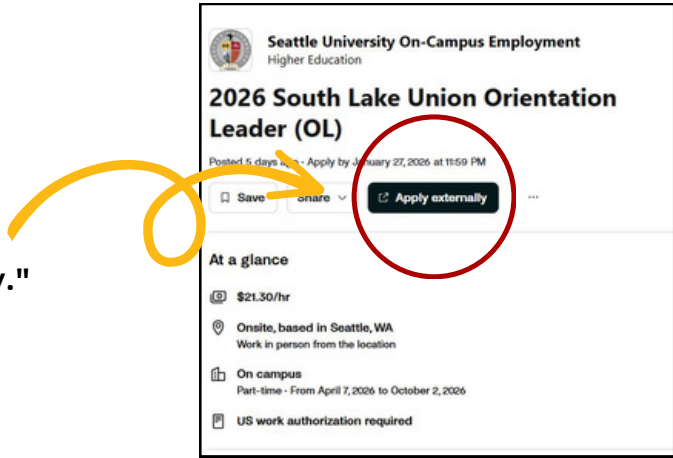 Seattle University On-Campus Employment
Higher Education
2026 South Lake Union Orientation
Leader (OL)
Posted 5 days ago · Apply by January 27, 2026 at 11:59 PM
Save
Share
Apply externally
···
At a glance
$21.30/hr
Onsite, based in Seattle, WA
Work in person from the location
On campus
Part-time · From April 7, 2026 to October 2, 2026
US work authorization required